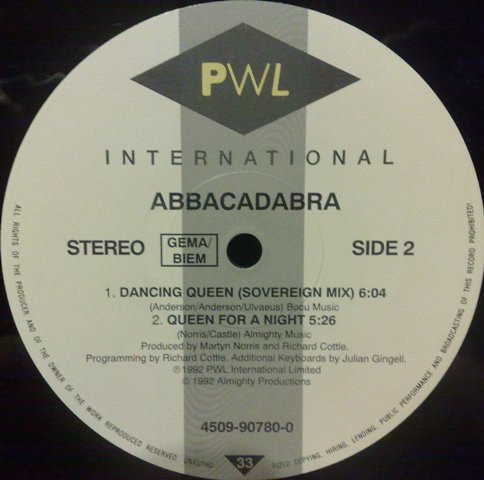 PWL
INTERNATIONAL
ABBACADABRA
STEREO
GEMA/
BIEM
SIDE 2
1. DANCING QUEEN (SOVEREIGN MIX) 6:04
(Anderson/Anderson/Ulvaeus) Bocu Music
2. QUEEN FOR A NIGHT 5:26
(Norris/Castle) Almighty Music
Produced by Martyn Norris and Richard Cottle.
Programming by Richard Cottle. Additional Keyboards by Julian Gingell.
℗1992 PWL International Limited
© 1992 Almighty Productions
4509-90780-0
33
ALL RIGHTS OF THE PRODUCER AND OF THE OWNER OF THE WORK REPRODUCED RESERVED. UNAUTHO
RIZED COPYING, HIRING, LENDING, PUBLIC PERFORMANCE AND BROADCASTING OF THIS RECORD PROHIBITED!